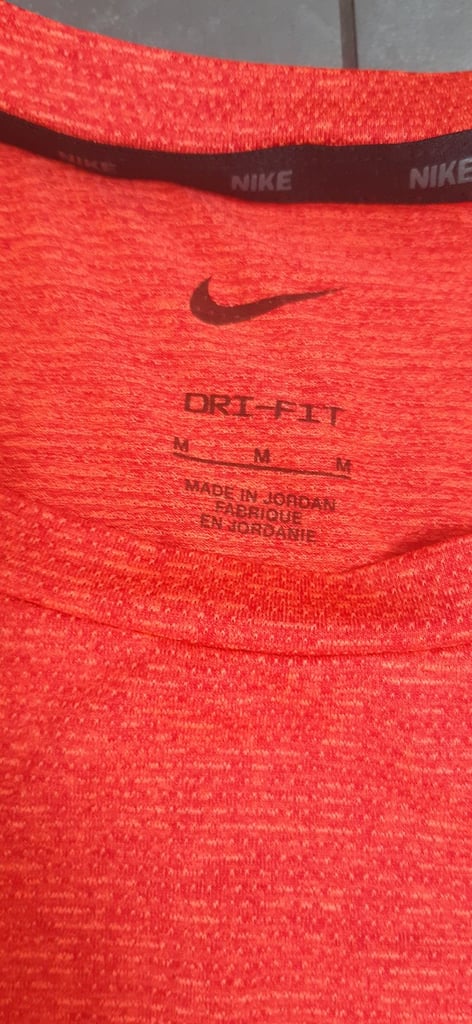 NIKE NIKE NIKE
DRI-FIT
M M M
MADE IN JORDAN
FABRIQUE
EN JORDANIE